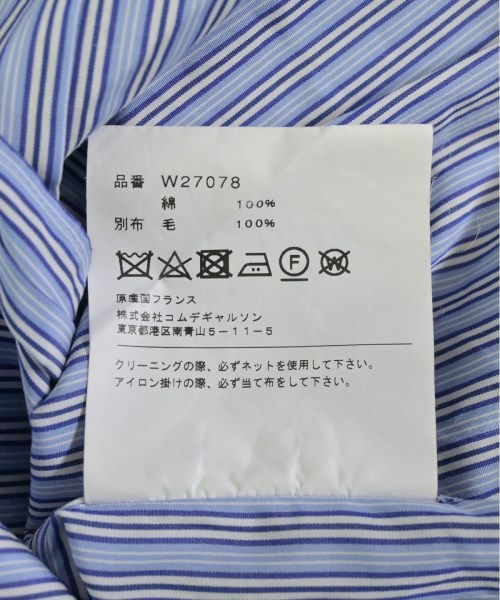 品番 W27078
綿 100%
別布 毛 100%
F W
原産国フランス
株式会社コムデギャルソン
東京都港区南青山5-11-5
クリーニングの際、必ずネットを使用して下さい。
アイロン掛けの際、必ず当て布をして下さい。